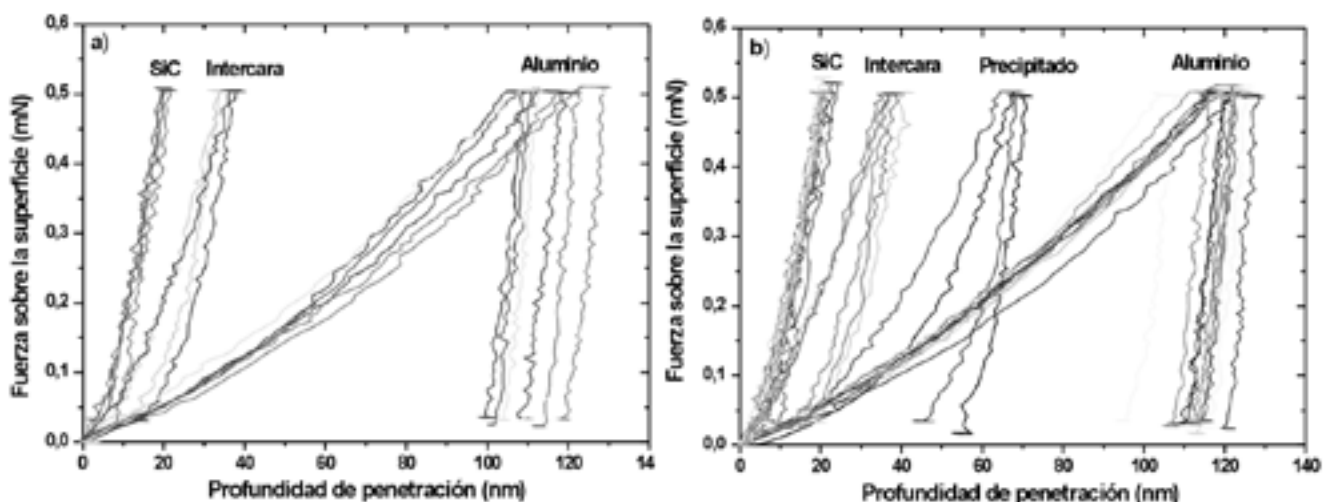 a)
SiC Intercara Aluminio
Fuerza sobre la superficie (mN)
0,6
0,5
0,4
0,3
0,2
0,1
0,0
0 20 40 60 80 100 120 14
Profundidad de penetración (nm)
b)
SiC Intercara Precipitado Aluminio
Fuerza sobre la superficie (mN)
0,6
0,5
0,4
0,3
0,2
0,1
0,0
0 20 40 60 80 100 120 140
Profundidad de penetración (nm)